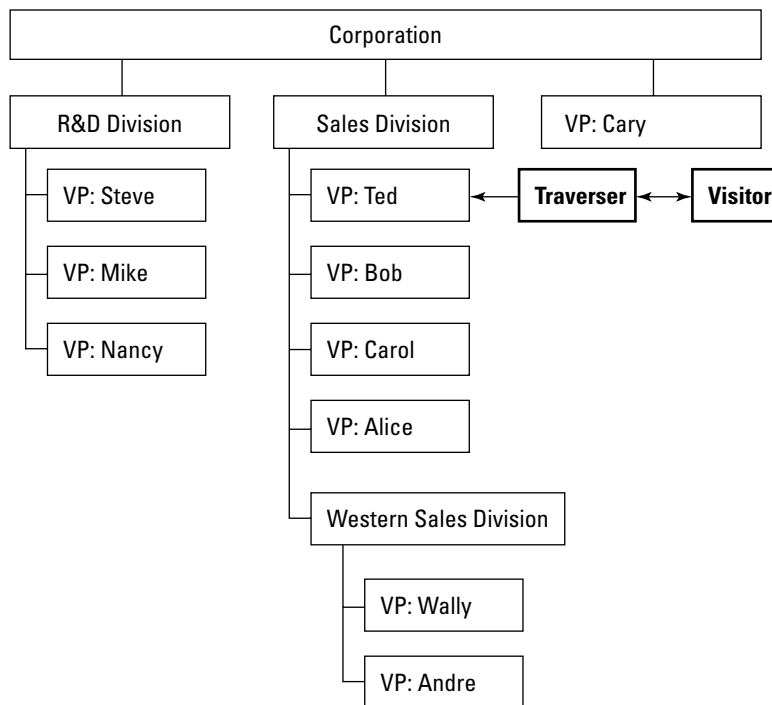 Corporation
R&D Division
Sales Division
VP: Cary
VP: Steve
VP: Ted
Traverser
Visitor
VP: Mike
VP: Bob
VP: Nancy
VP: Carol
VP: Alice
Western Sales Division
VP: Wally
VP: Andre